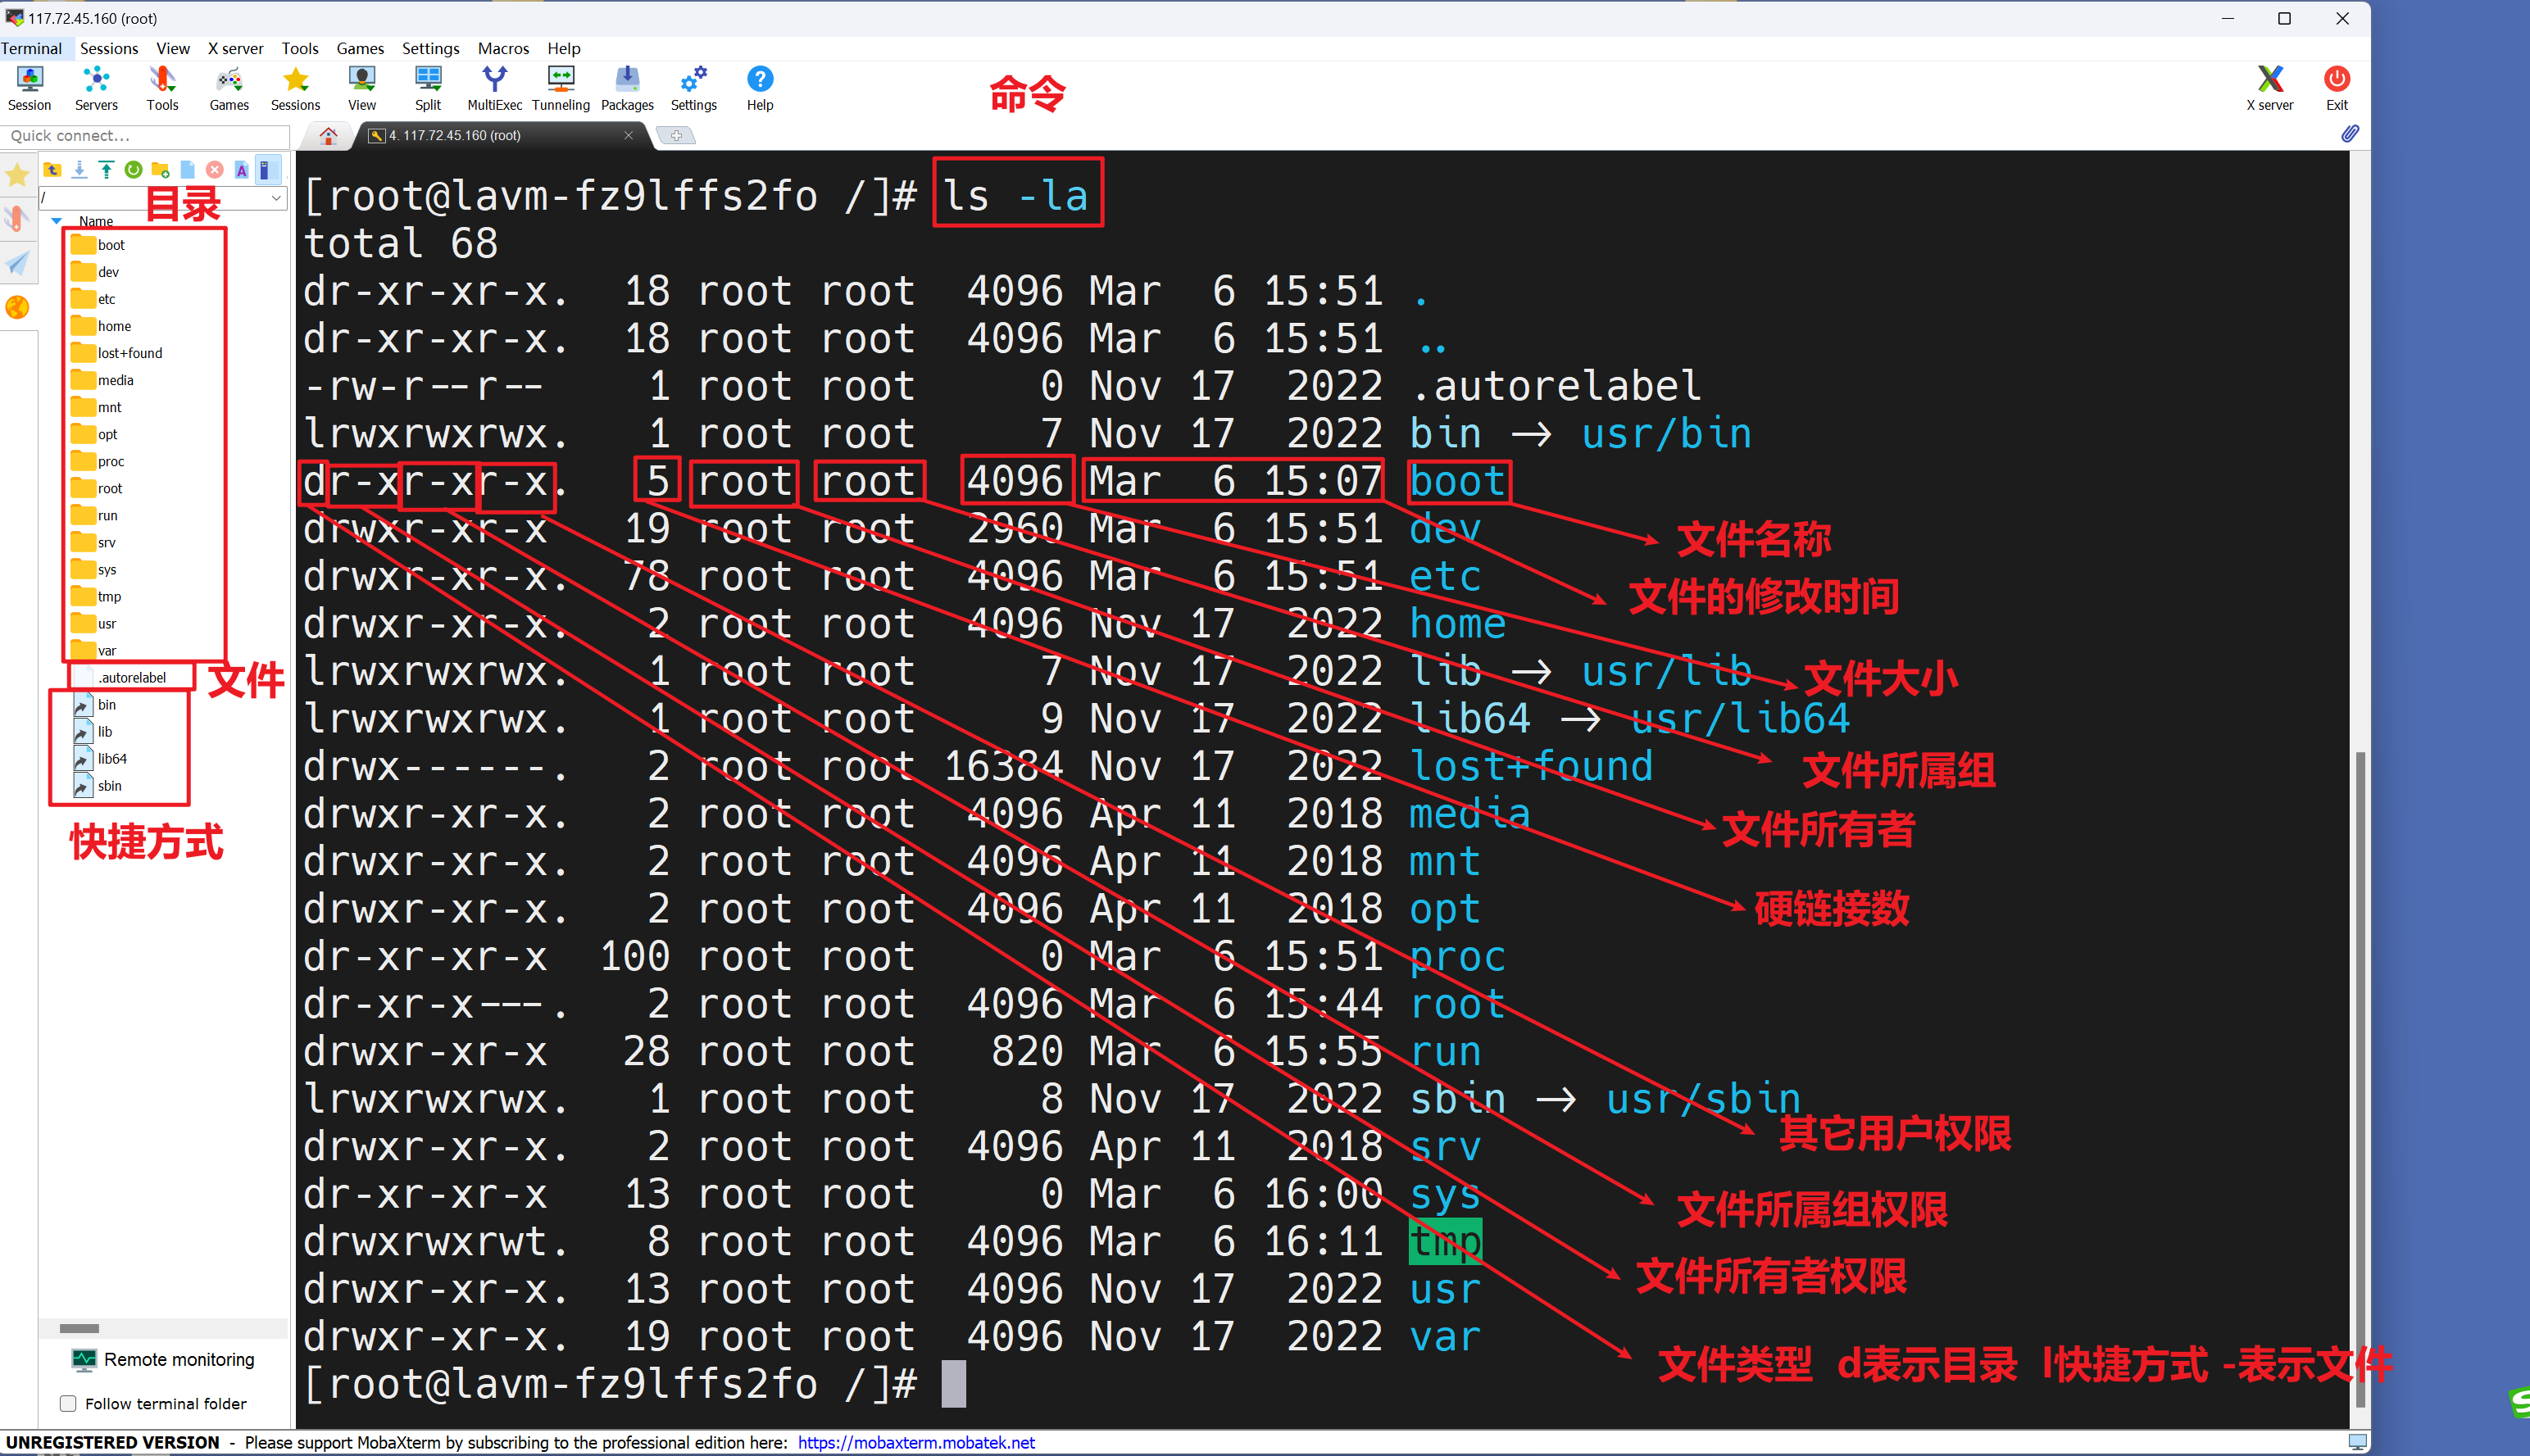 117.72.45.160 (root)
Terminal Sessions View X server Tools Games Settings Macros Help
Session Servers Tools Games Sessions View Split MultiExec Tunneling Packages Settings Help
命令
X server Exit
Quick connect...
4. 117.72.45.160 (root)
/
目录
Name
boot
dev
etc
home
lost+found
media
mnt
opt
proc
root
run
srv
sys
tmp
usr
var
.autorelabel
文件
bin
lib
lib64
sbin
快捷方式
Remote monitoring
Follow terminal folder
[root@lavm-fz9lffs2fo /]# ls -la
total 68
dr-xr-xr-x. 18 root root 4096 Mar 6 15:51 .
dr-xr-xr-x. 18 root root 4096 Mar 6 15:51 ..
-rw-r--r-- 1 root root 0 Nov 17 2022 .autorelabel
lrwxrwxrwx. 1 root root 7 Nov 17 2022 bin -> usr/bin
dr-xr-xr-x. 5 root root 4096 Mar 6 15:07 boot
drwxr-xr-x 19 root root 2960 Mar 6 15:51 dev
drwxr-xr-x. 78 root root 4096 Mar 6 15:51 etc
drwxr-xr-x. 2 root root 4096 Nov 17 2022 home
lrwxrwxrwx. 1 root root 7 Nov 17 2022 lib -> usr/lib
lrwxrwxrwx. 1 root root 9 Nov 17 2022 lib64 -> usr/lib64
drwx------. 2 root root 16384 Nov 17 2022 lost+found
drwxr-xr-x. 2 root root 4096 Apr 11 2018 media
drwxr-xr-x. 2 root root 4096 Apr 11 2018 mnt
drwxr-xr-x. 2 root root 4096 Apr 11 2018 opt
dr-xr-xr-x 100 root root 0 Mar 6 15:51 proc
dr-xr-x---. 2 root root 4096 Mar 6 15:44 root
drwxr-xr-x 28 root root 820 Mar 6 15:55 run
lrwxrwxrwx. 1 root root 8 Nov 17 2022 sbin -> usr/sbin
drwxr-xr-x. 2 root root 4096 Apr 11 2018 srv
dr-xr-xr-x 13 root root 0 Mar 6 16:00 sys
drwxrwxrwt. 8 root root 4096 Mar 6 16:11 tmp
drwxr-xr-x. 13 root root 4096 Nov 17 2022 usr
drwxr-xr-x. 19 root root 4096 Nov 17 2022 var
[root@lavm-fz9lffs2fo /]#
文件名称
文件的修改时间
文件大小
文件所属组
文件所有者
硬链接数
其它用户权限
文件所属组权限
文件所有者权限
文件类型 d表示目录 l快捷方式 -表示文件
UNREGISTERED VERSION - Please support MobaXterm by subscribing to the professional edition here: https://mobaxterm.mobatek.net